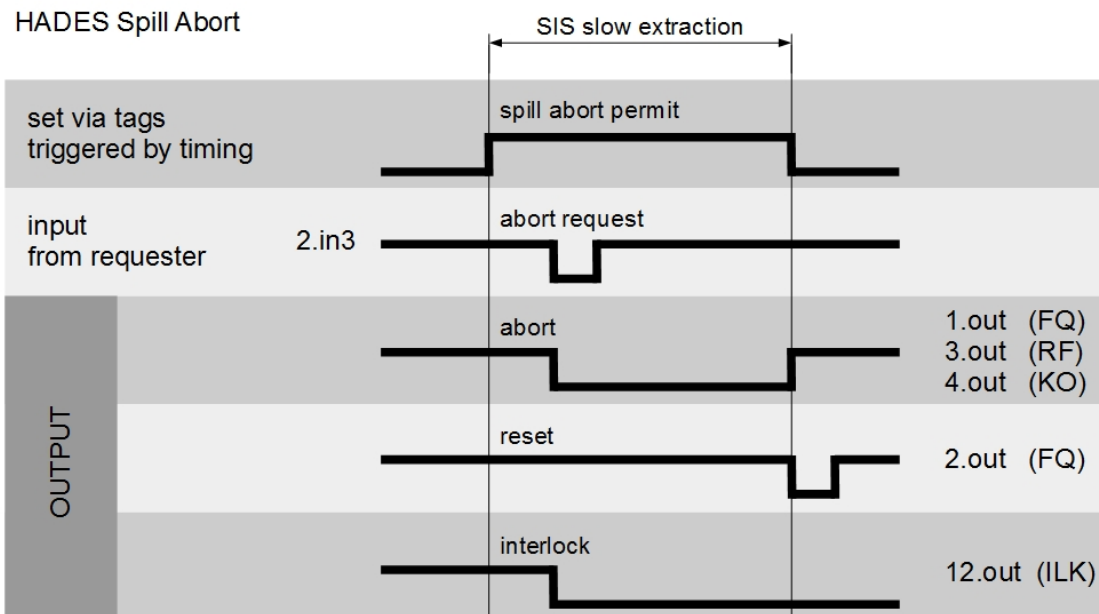 HADES Spill Abort
SIS slow extraction
set via tags
triggered by timing
spill abort permit
input
from requester
2.in3
abort request
OUTPUT
abort
1.out (FQ)
3.out (RF)
4.out (KO)
reset
2.out (FQ)
interlock
12.out (ILK)